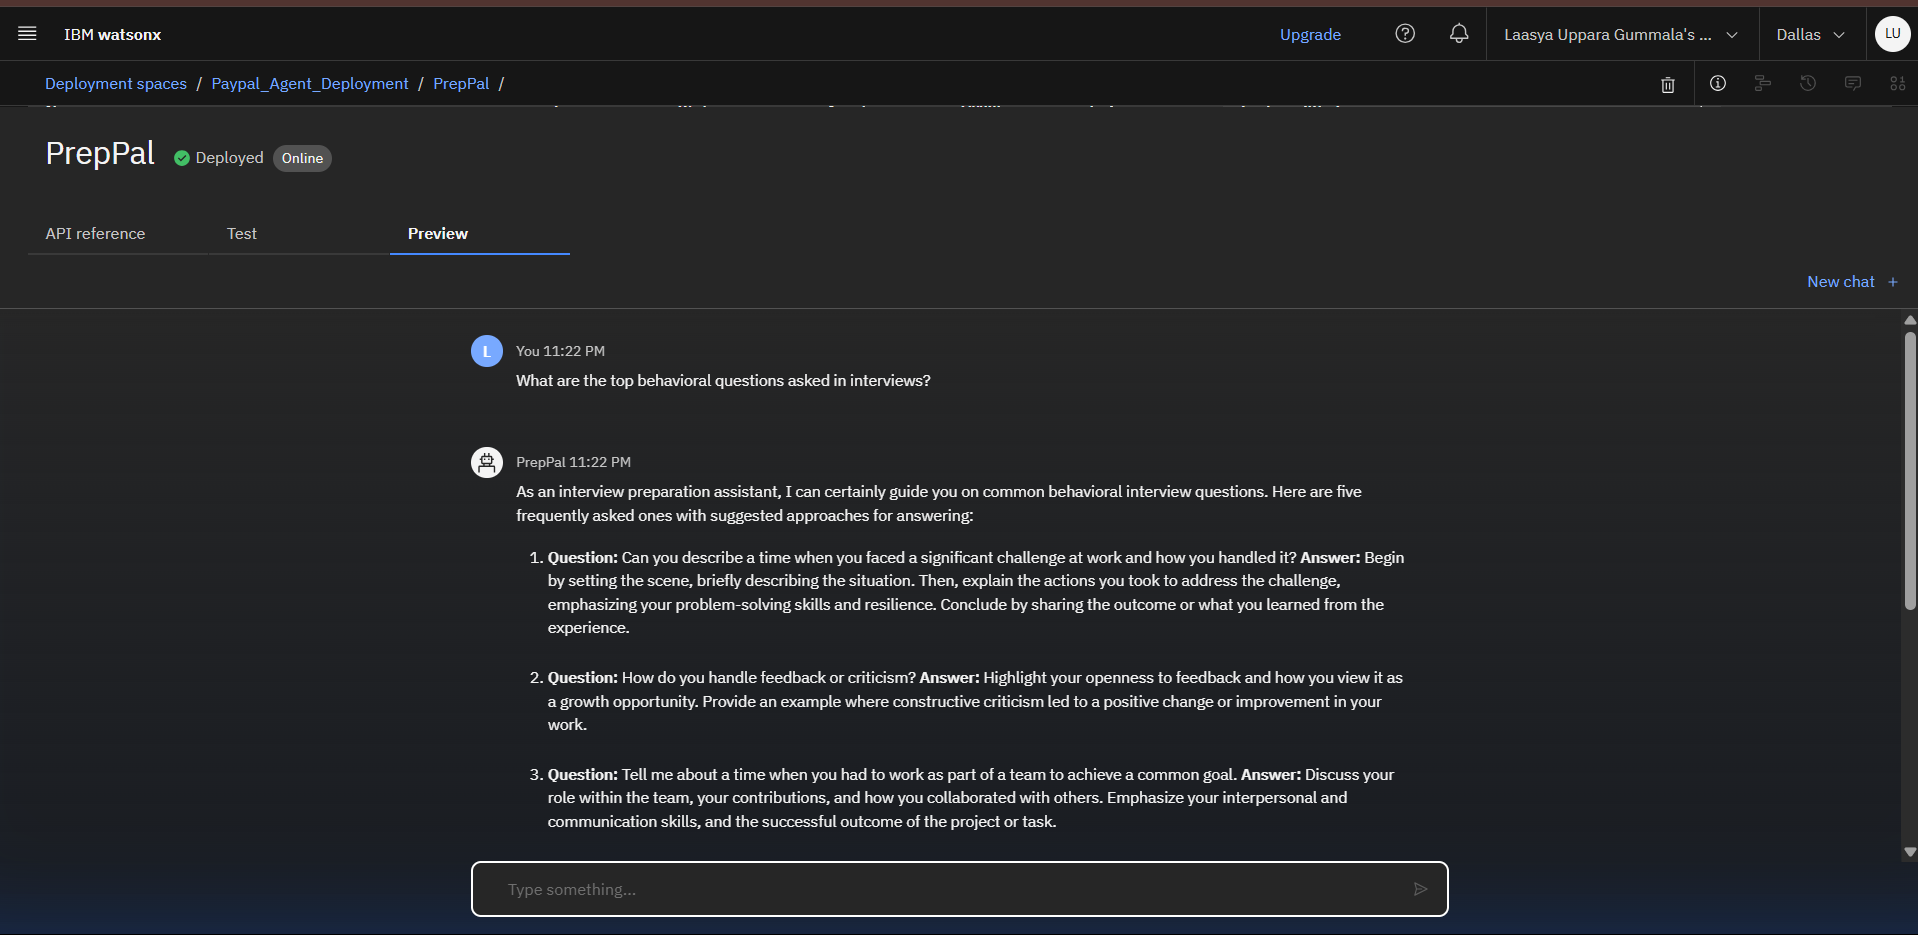 IBM watsonx
Upgrade
Laasya Uppara Gummala's ...
Dallas
LU
Deployment spaces / Paypal_Agent_Deployment / PrepPal /
PrepPal
Deployed
Online
API reference
Test
Preview
New chat +
L
You 11:22 PM
What are the top behavioral questions asked in interviews?
PrepPal 11:22 PM
As an interview preparation assistant, I can certainly guide you on common behavioral interview questions. Here are five
frequently asked ones with suggested approaches for answering:
1. Question: Can you describe a time when you faced a significant challenge at work and how you handled it? Answer: Begin
by setting the scene, briefly describing the situation. Then, explain the actions you took to address the challenge,
emphasizing your problem-solving skills and resilience. Conclude by sharing the outcome or what you learned from the
experience.
2. Question: How do you handle feedback or criticism? Answer: Highlight your openness to feedback and how you view it as
a growth opportunity. Provide an example where constructive criticism led to a positive change or improvement in your
work.
3. Question: Tell me about a time when you had to work as part of a team to achieve a common goal. Answer: Discuss your
role within the team, your contributions, and how you collaborated with others. Emphasize your interpersonal and
communication skills, and the successful outcome of the project or task.
Type something...